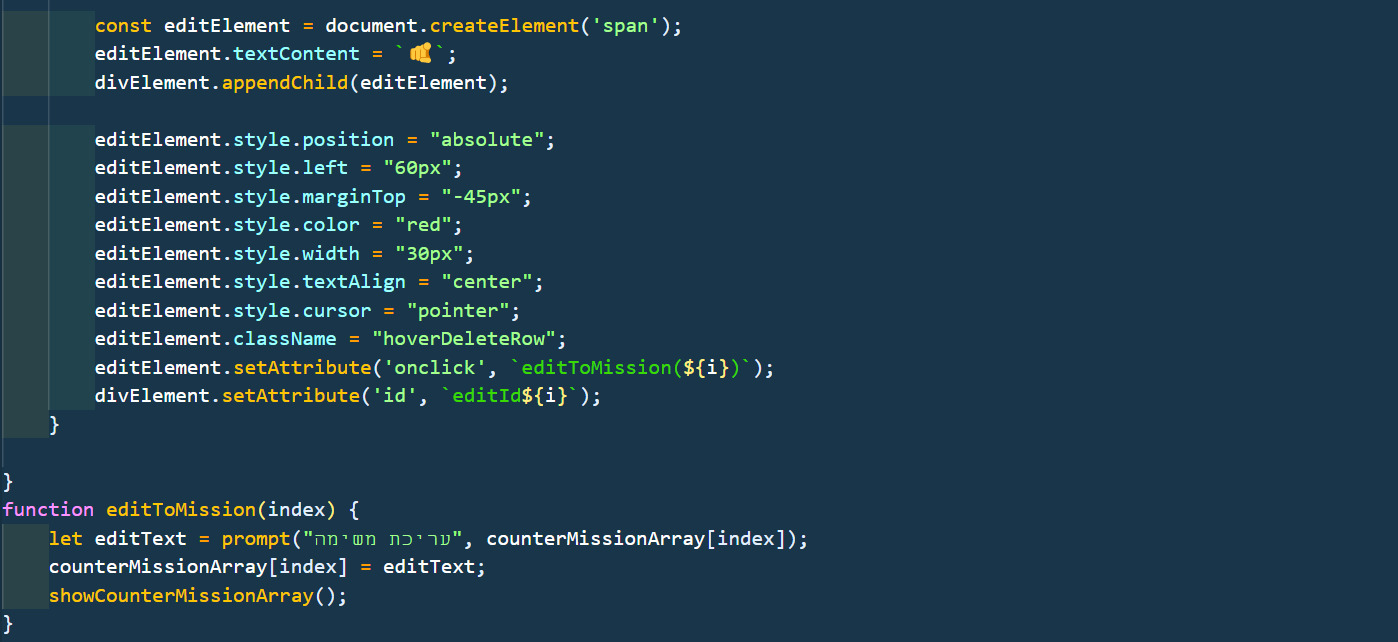 const editElement = document.createElement('span');
editElement.textContent = `🫵`;
divElement.appendChild(editElement);
editElement.style.position = "absolute";
editElement.style.left = "60px";
editElement.style.marginTop = "-45px";
editElement.style.color = "red";
editElement.style.width = "30px";
editElement.style.textAlign = "center";
editElement.style.cursor = "pointer";
editElement.className = "hoverDeleteRow";
editElement.setAttribute('onclick', `editToMission(${i})`);
divElement.setAttribute('id', `editId${i}`);
}
}
function editToMission(index) {
let editText = prompt("עריכת משימה", counterMissionArray[index]);
counterMissionArray[index] = editText;
showCounterMissionArray();
}